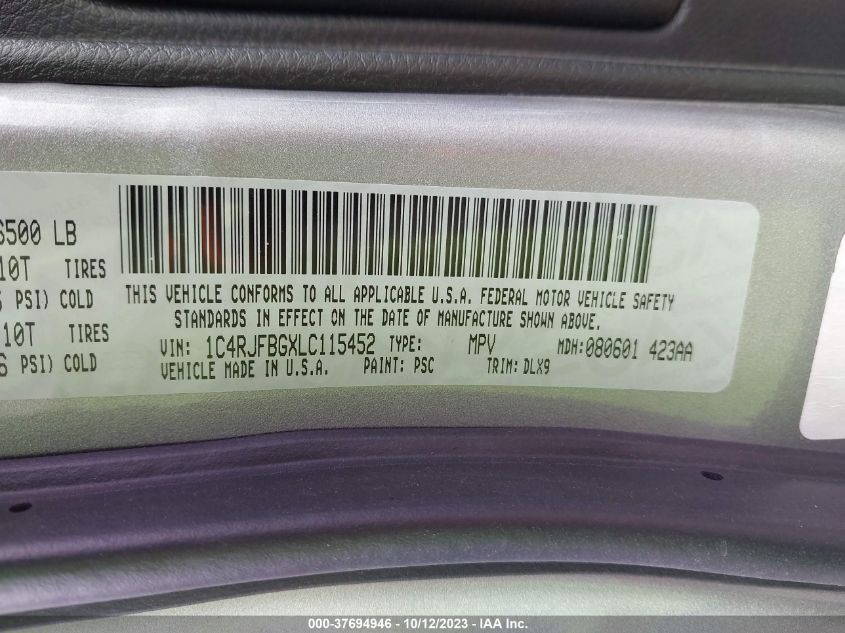 6500 LB
10T TIRES
PSI) COLD
10T TIRES
6 PSI) COLD
THIS VEHICLE CONFORMS TO ALL APPLICABLE U.S.A. FEDERAL MOTOR VEHICLE SAFETY
STANDARDS IN EFFECT ON THE DATE OF MANUFACTURE SHOWN ABOVE.
VIN: 1C4RJFBGXLC115452 TYPE: MPV MDH:080601 423AA
VEHICLE MADE IN U.S.A. PAINT: PSC TRIM: DLX9
000-37694946 - 10/12/2023 - IAA Inc.